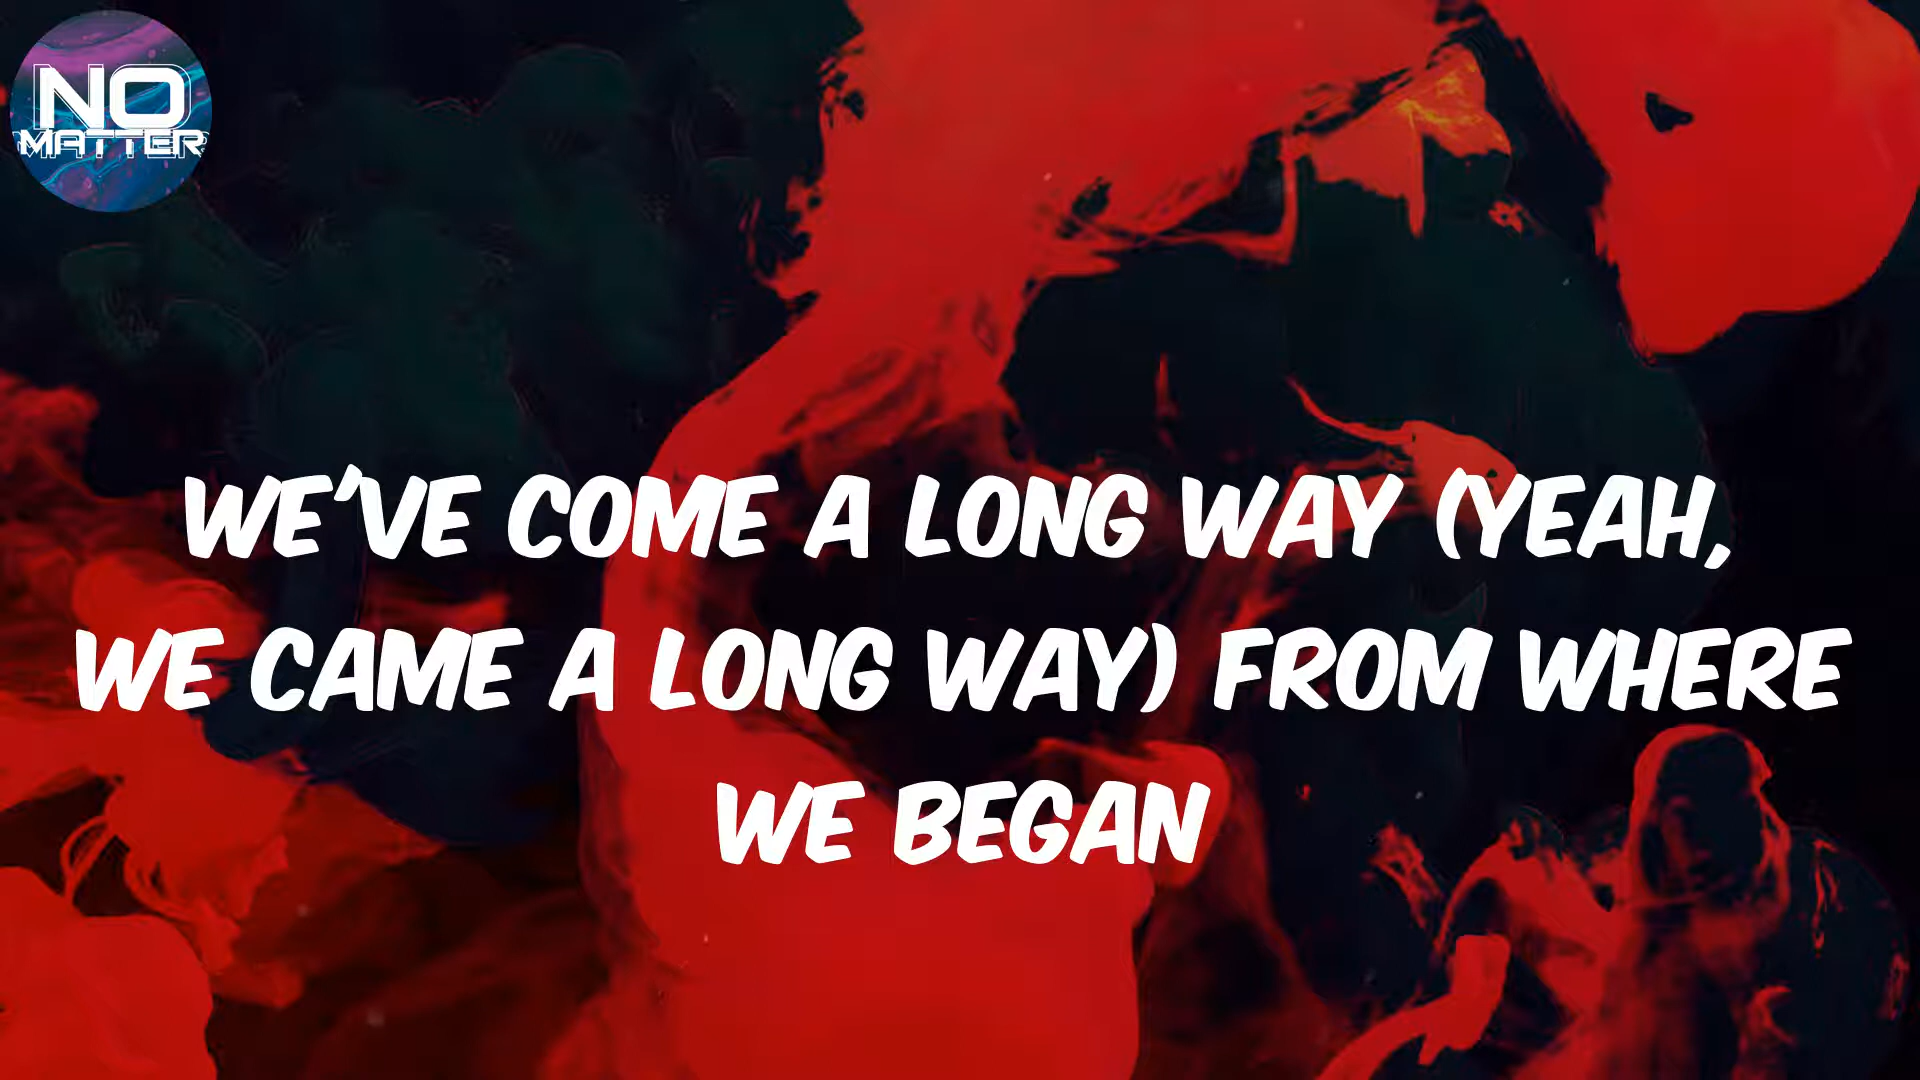 NO
MATTER
WE'VE COME A LONG WAY (YEAH,
WE CAME A LONG WAY) FROM WHERE
WE BEGAN